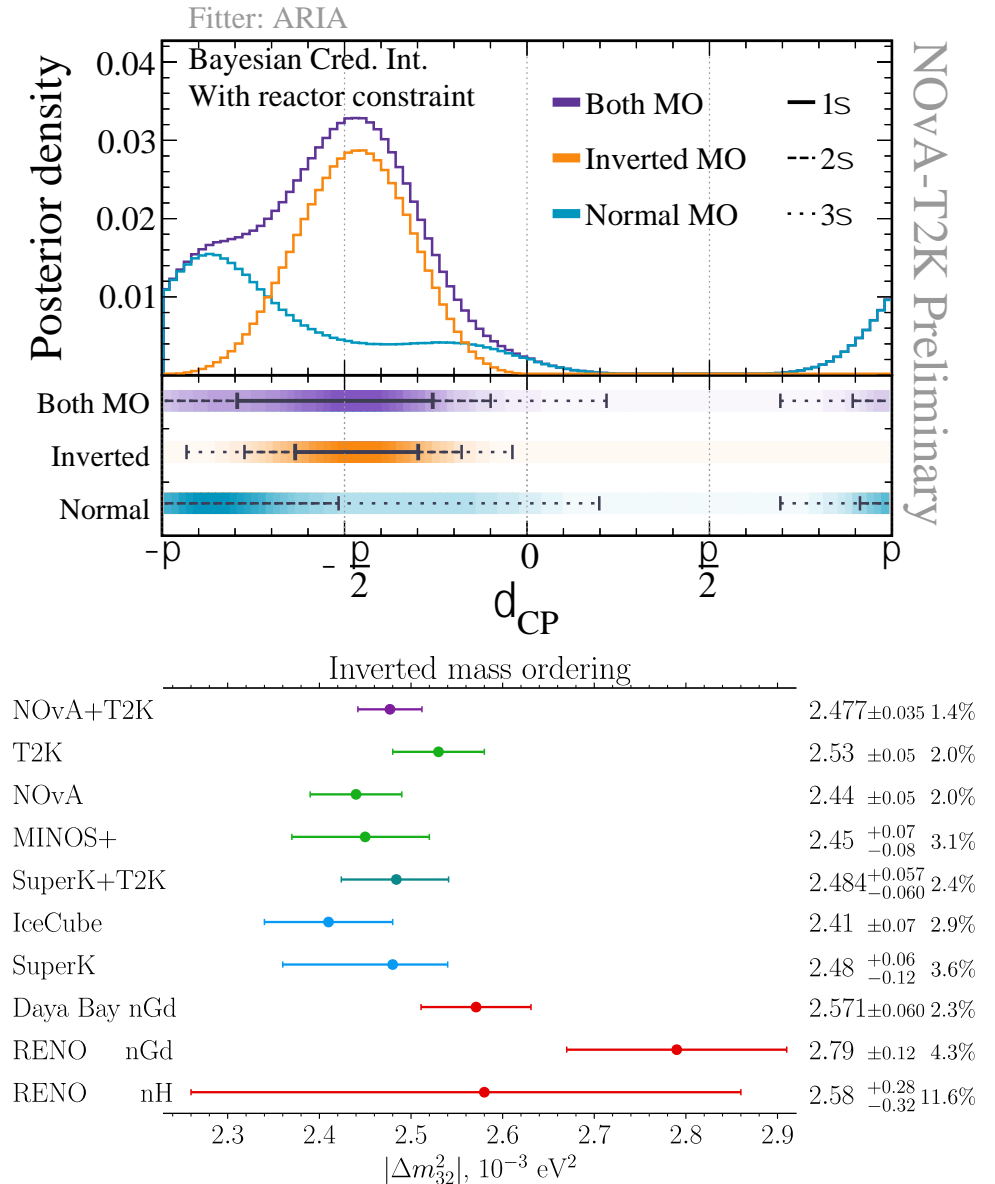 Fitter: ARIA
Bayesian Cred. Int.
With reactor constraint
Both MO
Inverted MO
Normal MO
1s
2s
3s
Posterior density
0.04
0.03
0.02
0.01
NOνA-T2K Preliminary
Both MO
Inverted
Normal
-p
-p/2
0
p/2
p
d_CP
Inverted mass ordering
NOvA+T2K 2.477±0.035 1.4%
T2K 2.53 ±0.05 2.0%
NOvA 2.44 ±0.05 2.0%
MINOS+ 2.45 +0.07 −0.08 3.1%
SuperK+T2K 2.484 +0.057 −0.060 2.4%
IceCube 2.41 ±0.07 2.9%
SuperK 2.48 +0.06 −0.12 3.6%
Daya Bay nGd 2.571±0.060 2.3%
RENO nGd 2.79 ±0.12 4.3%
RENO nH 2.58 +0.28 −0.32 11.6%
2.3 2.4 2.5 2.6 2.7 2.8 2.9
|Δm²₃₂|, 10⁻³ eV²